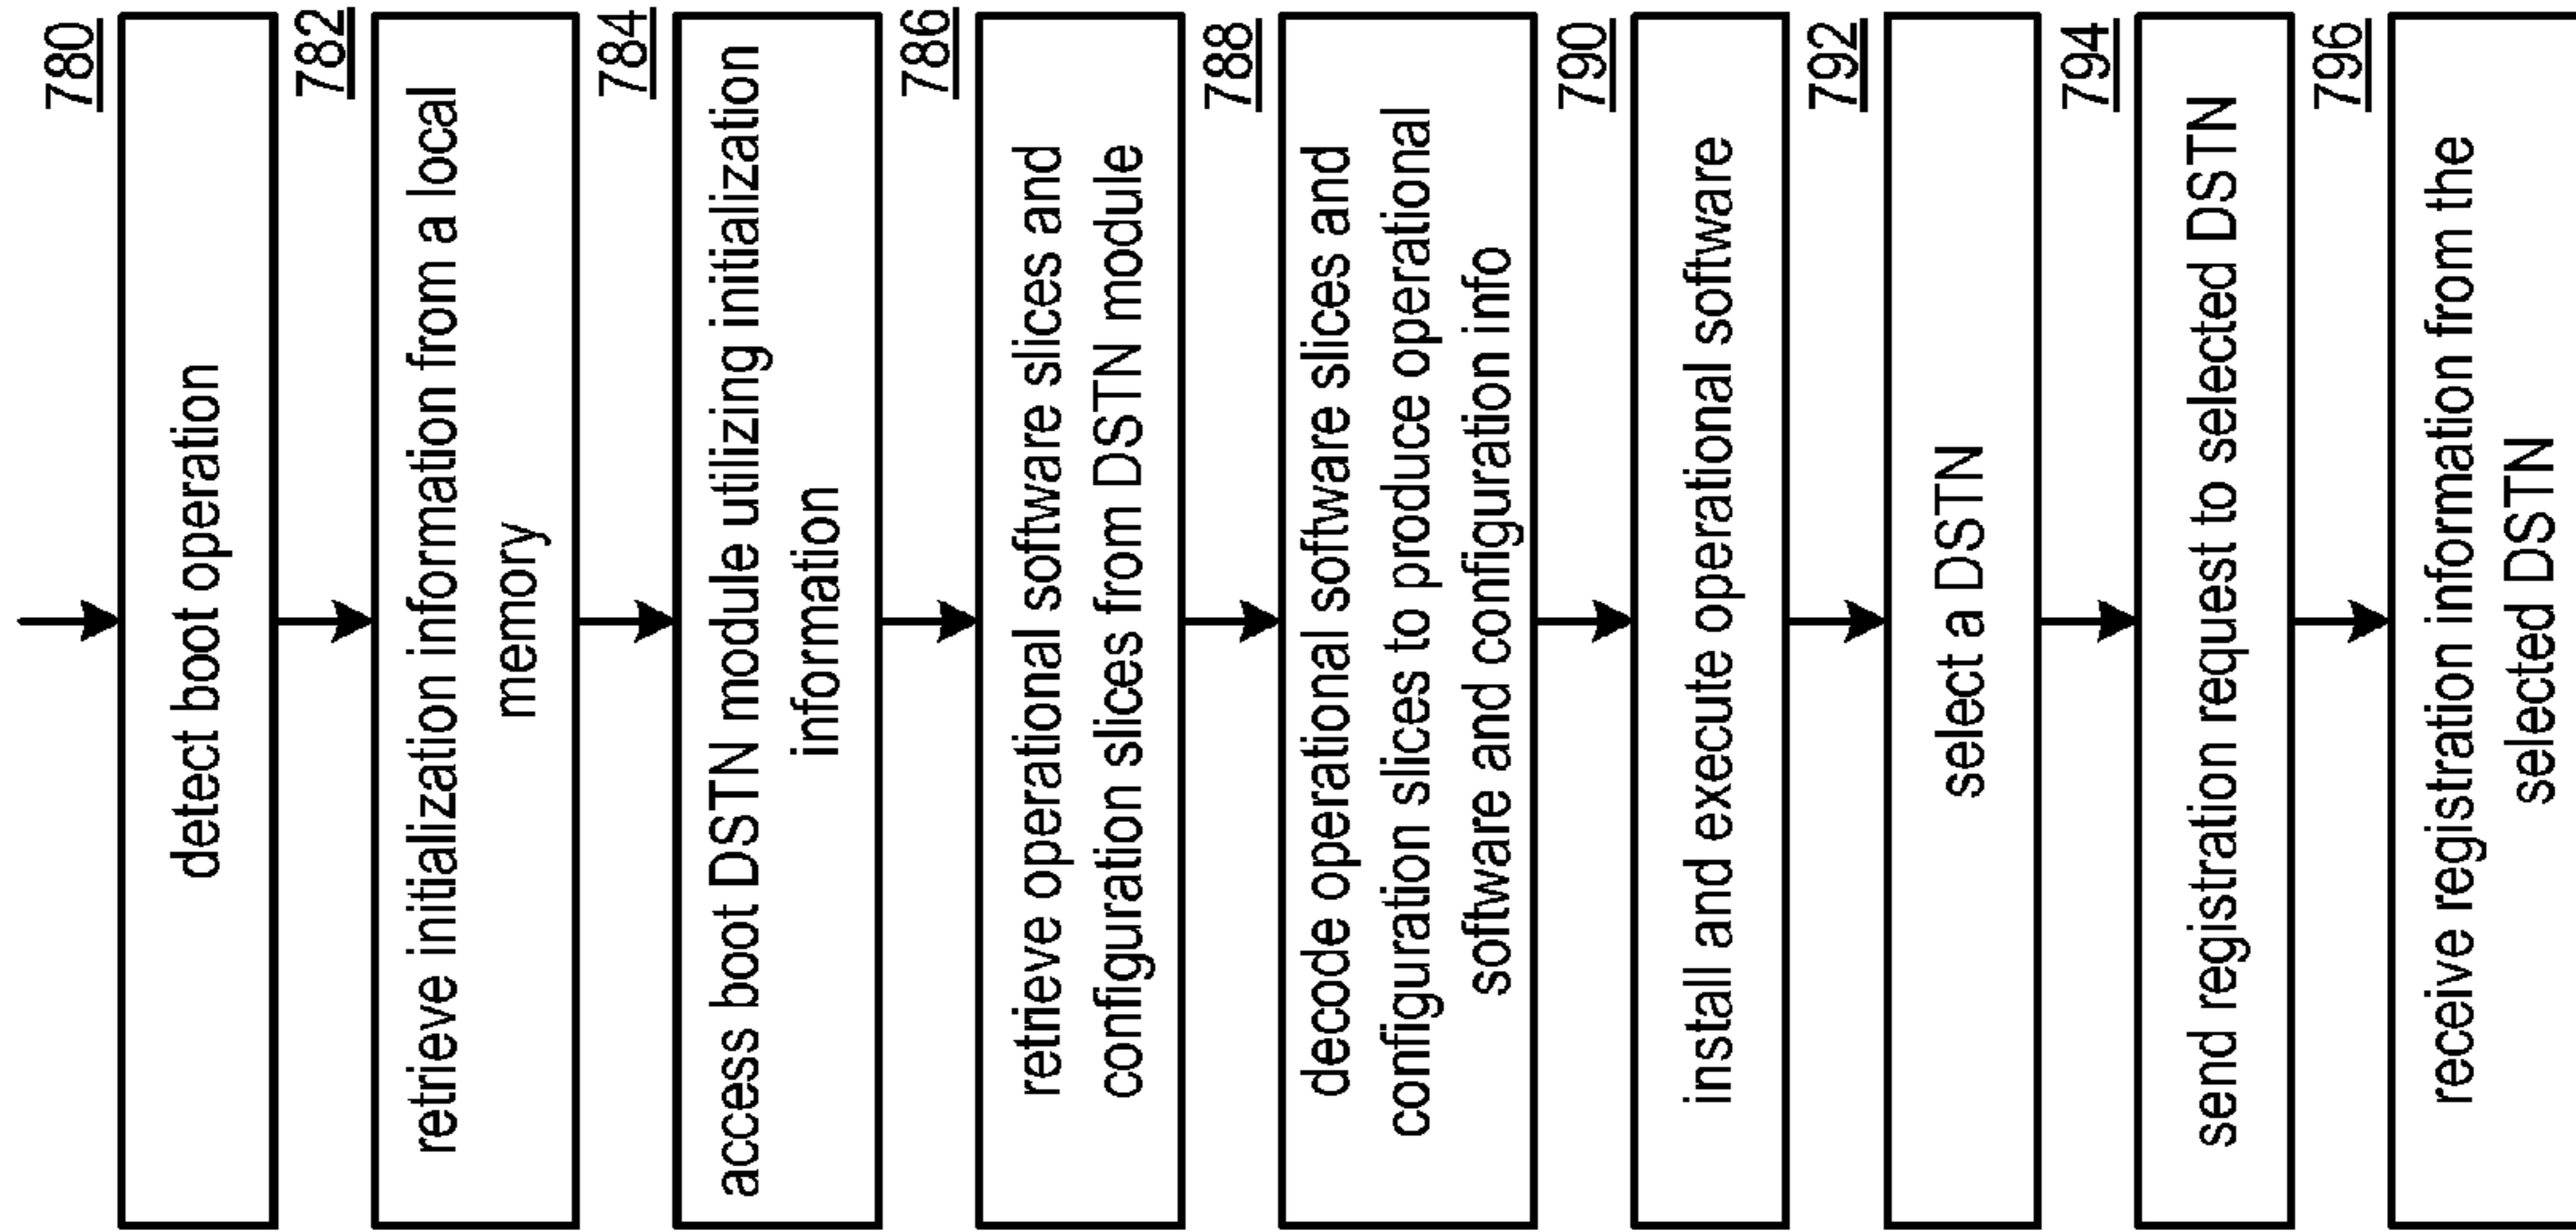 780
detect boot operation
782
retrieve initialization information from a local
memory
784
access boot DSTN module utilizing initialization
information
786
retrieve operational software slices and
configuration slices from DSTN module
788
decode operational software slices and
configuration slices to produce operational
software and configuration info
790
install and execute operational software
792
select a DSTN
794
send registration request to selected DSTN
796
receive registration information from the
selected DSTN